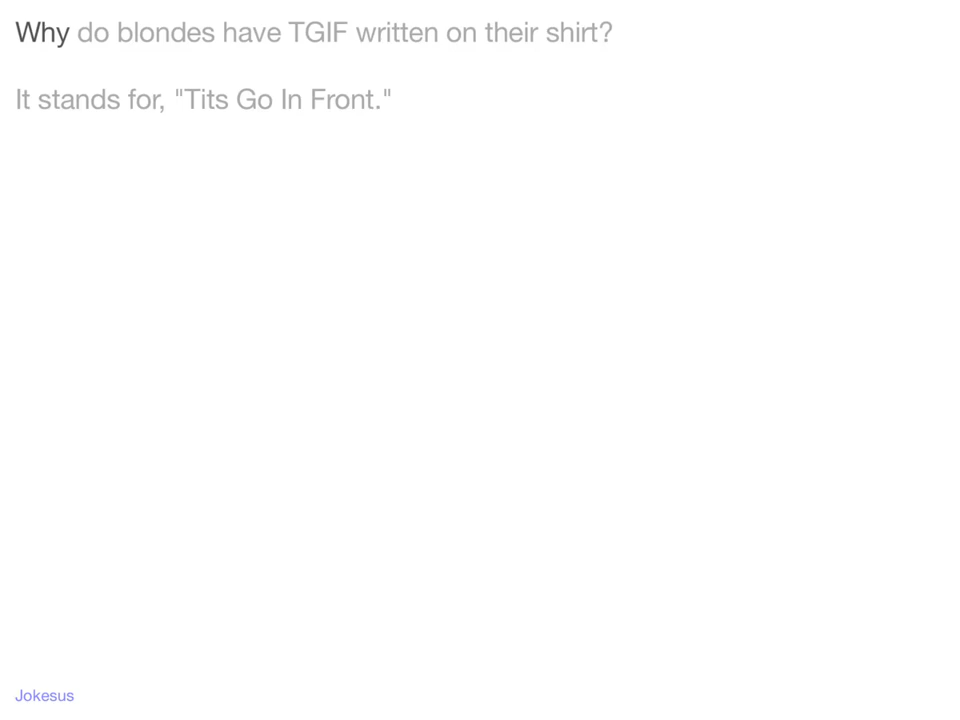 Why do blondes have TGIF written on their shirt?
It stands for, "Tits Go In Front."
Jokesus